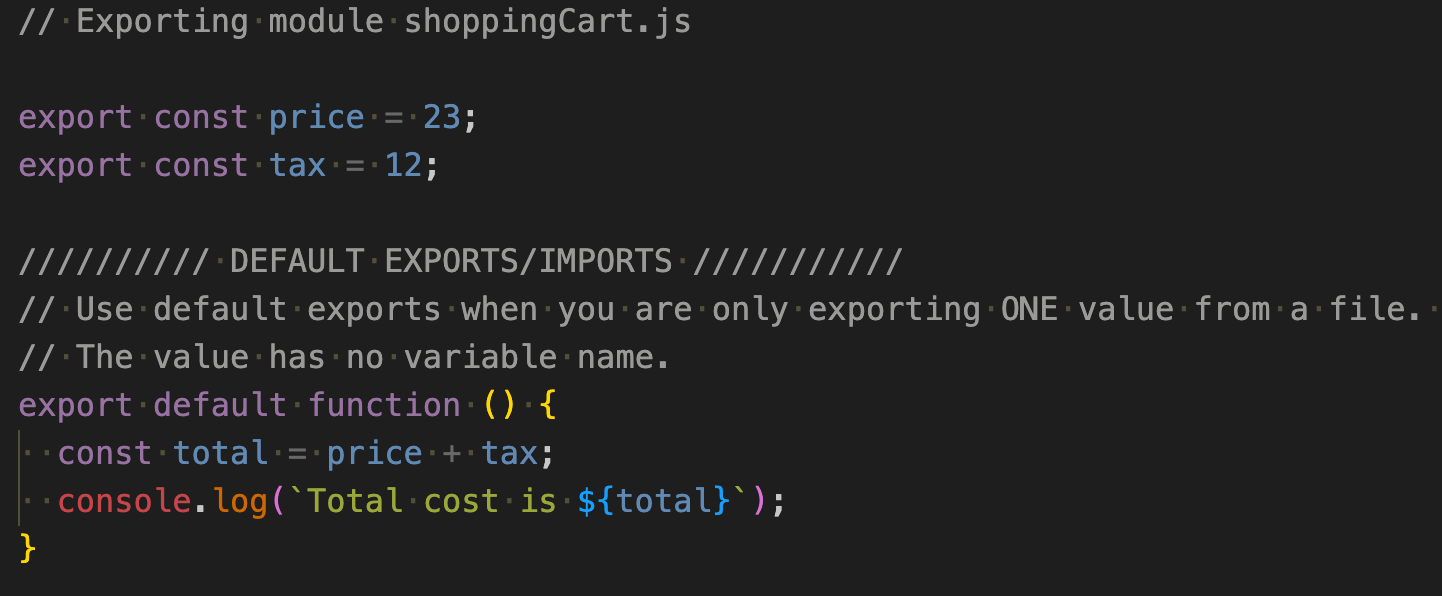 // Exporting module shoppingCart.js
export const price = 23;
export const tax = 12;
////////// DEFAULT EXPORTS/IMPORTS ///////////
// Use default exports when you are only exporting ONE value from a file.
// The value has no variable name.
export default function () {
  const total = price + tax;
  console.log(`Total cost is ${total}`);
}